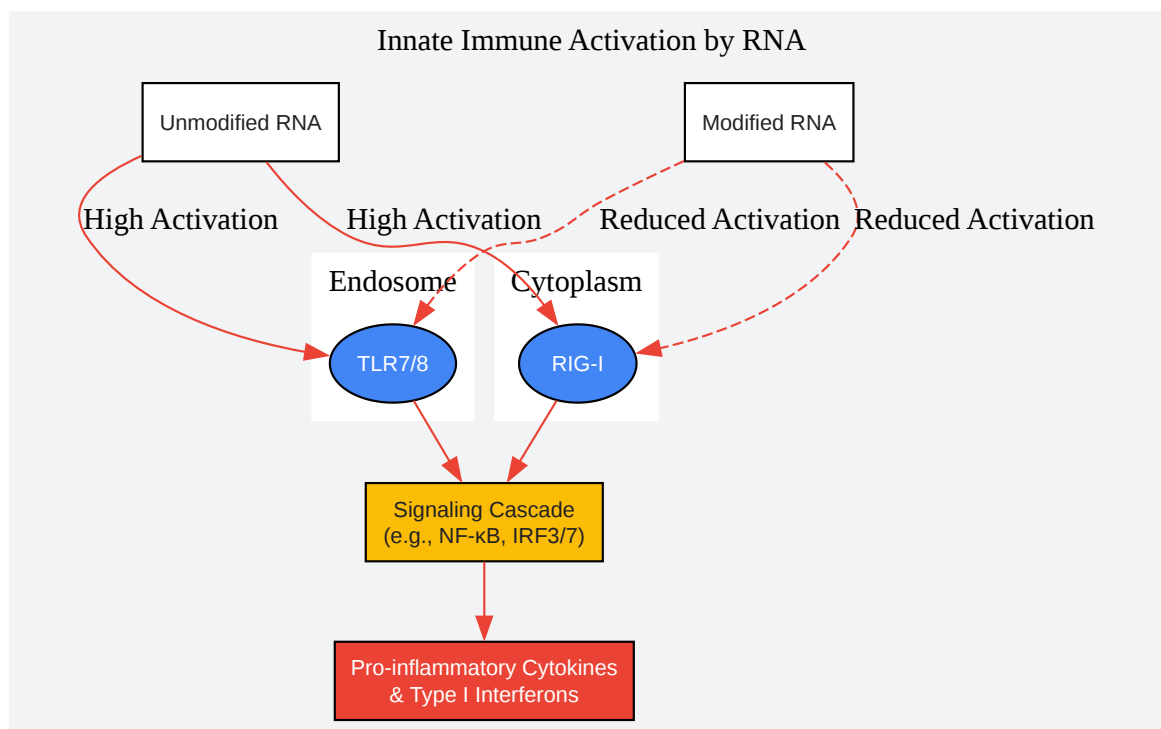 Innate Immune Activation by RNA
Unmodified RNA
Modified RNA
High Activation
High Activation
Reduced Activation
Reduced Activation
Endosome
Cytoplasm
TLR7/8
RIG-I
Signaling Cascade
(e.g., NF-κB, IRF3/7)
Pro-inflammatory Cytokines
& Type I Interferons